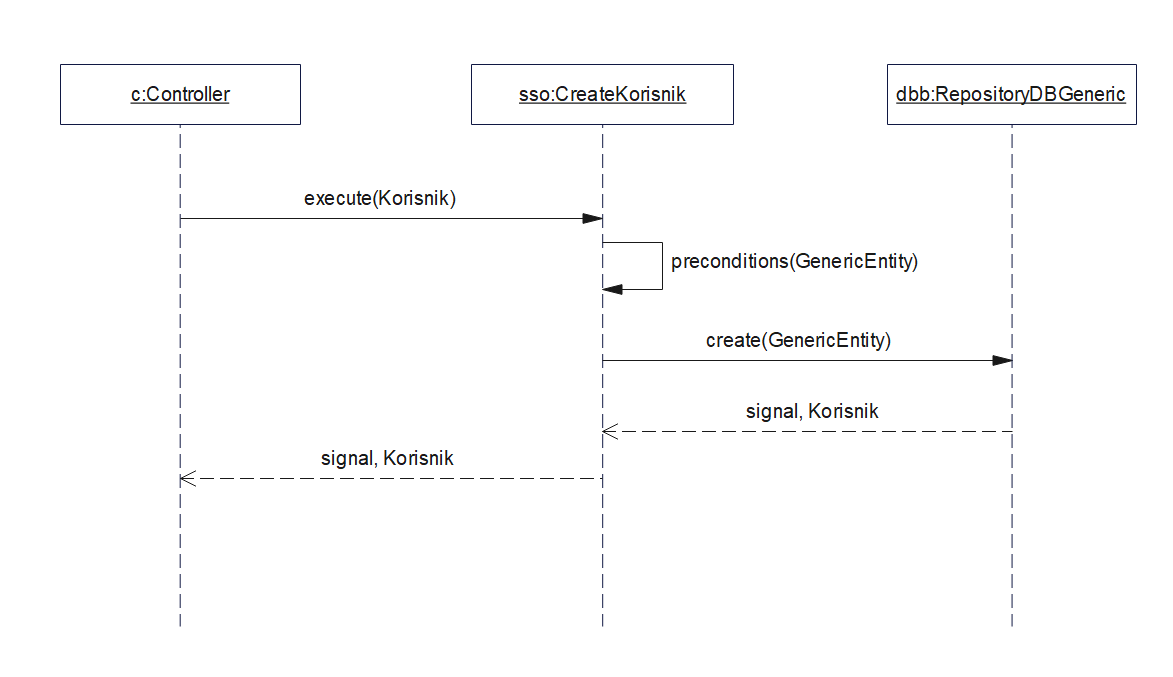 c:Controller
sso:CreateKorisnik
dbb:RepositoryDBGeneric
execute(Korisnik)
preconditions(GenericEntity)
create(GenericEntity)
signal, Korisnik
signal, Korisnik